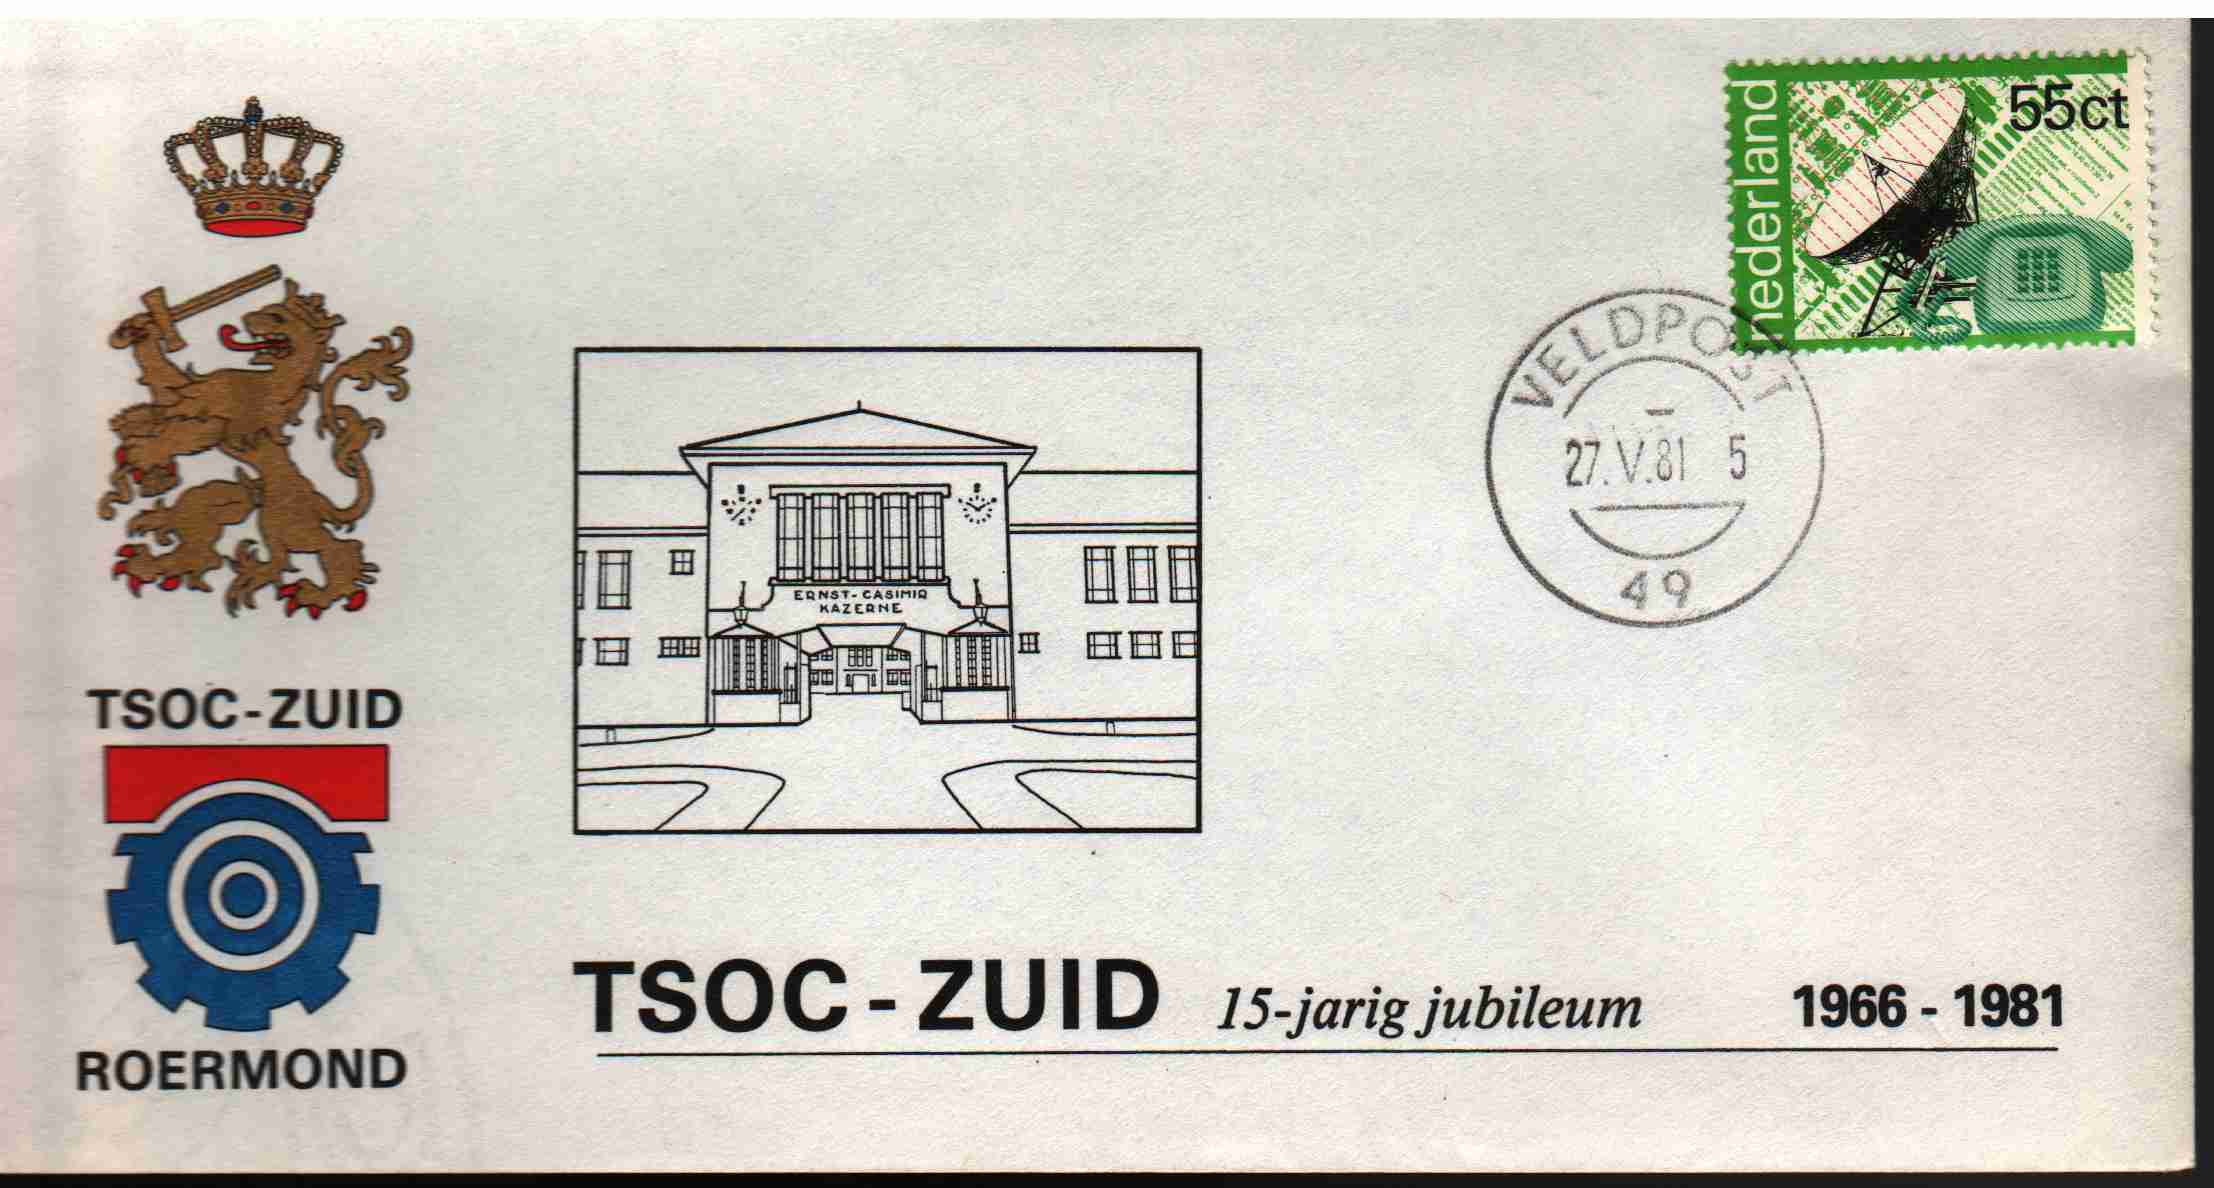 nederland
55ct
VELDPOST
27.V.81 5
49
ERNST-CASIMIR
KAZERNE
TSOC-ZUID
ROERMOND
TSOC-ZUID 15-jarig jubileum 1966-1981